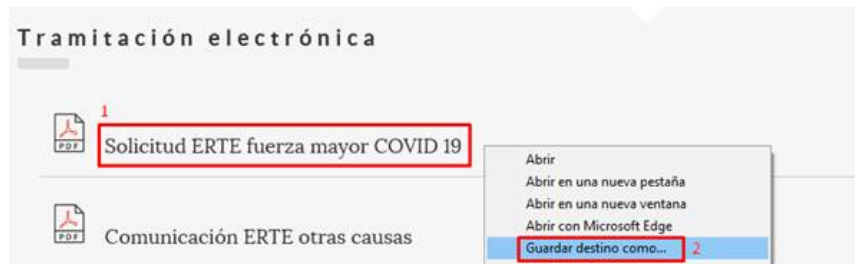 Tramitación electrónica
1
PDF
Solicitud ERTE fuerza mayor COVID 19
Abrir
Abrir en una nueva pestaña
Abrir en una nueva ventana
Abrir con Microsoft Edge
Guardar destino como... 2
PDF
Comunicación ERTE otras causas